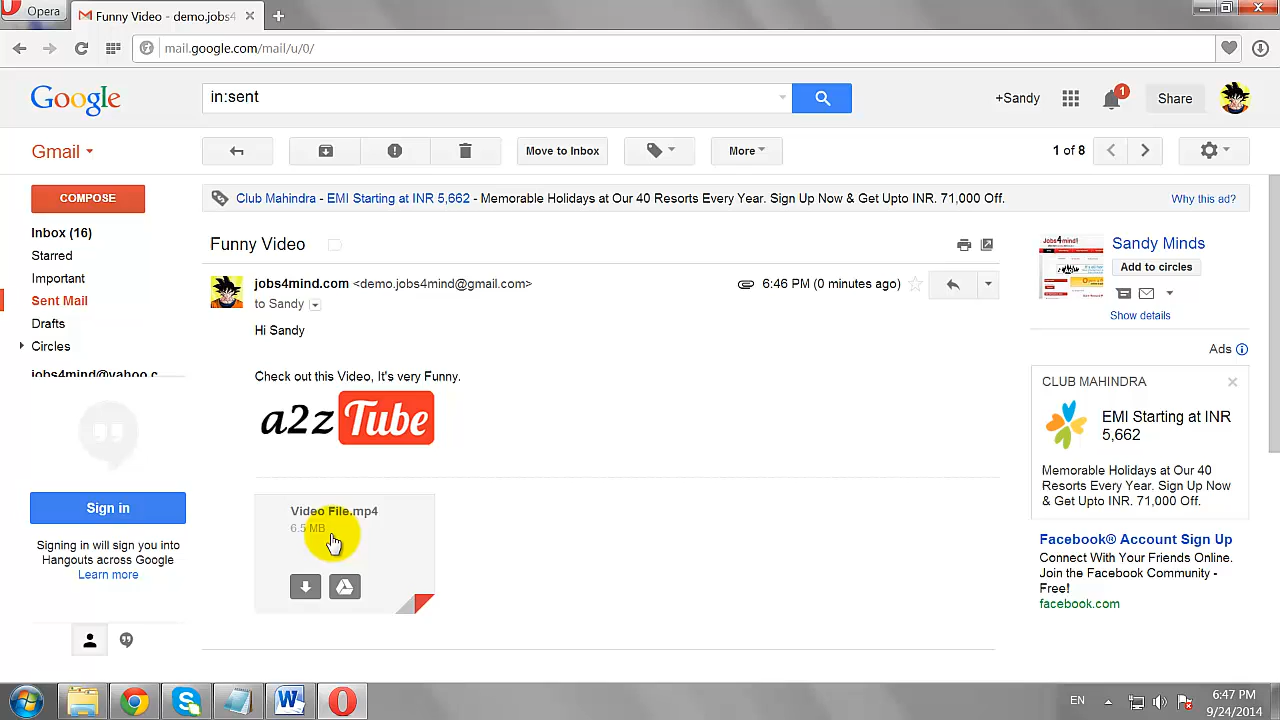 Opera
Funny Video - demo.jobs4
mail.google.com/mail/u/0/
Google
in:sent
+Sandy
1
Share
Gmail
Move to Inbox
More
1 of 8
COMPOSE
Club Mahindra - EMI Starting at INR 5,662 - Memorable Holidays at Our 40 Resorts Every Year. Sign Up Now & Get Upto INR. 71,000 Off.
Why this ad?
Inbox (16)
Starred
Important
Sent Mail
Drafts
Circles
jobs4mind@yahoo.c
Sign in
Signing in will sign you into
Hangouts across Google
Learn more
Funny Video
jobs4mind.com <demo.jobs4mind@gmail.com>
6:46 PM (0 minutes ago)
to Sandy
Hi Sandy
Check out this Video, It's very Funny.
a2z Tube
Video File.mp4
6.5 MB
Jobs4mind!
Sandy Minds
Add to circles
Show details
Ads
CLUB MAHINDRA
EMI Starting at INR
5,662
Memorable Holidays at Our 40
Resorts Every Year. Sign Up Now
& Get Upto INR. 71,000 Off.
Facebook® Account Sign Up
Connect With Your Friends Online.
Join the Facebook Community -
Free!
facebook.com
EN
6:47 PM
9/24/2014